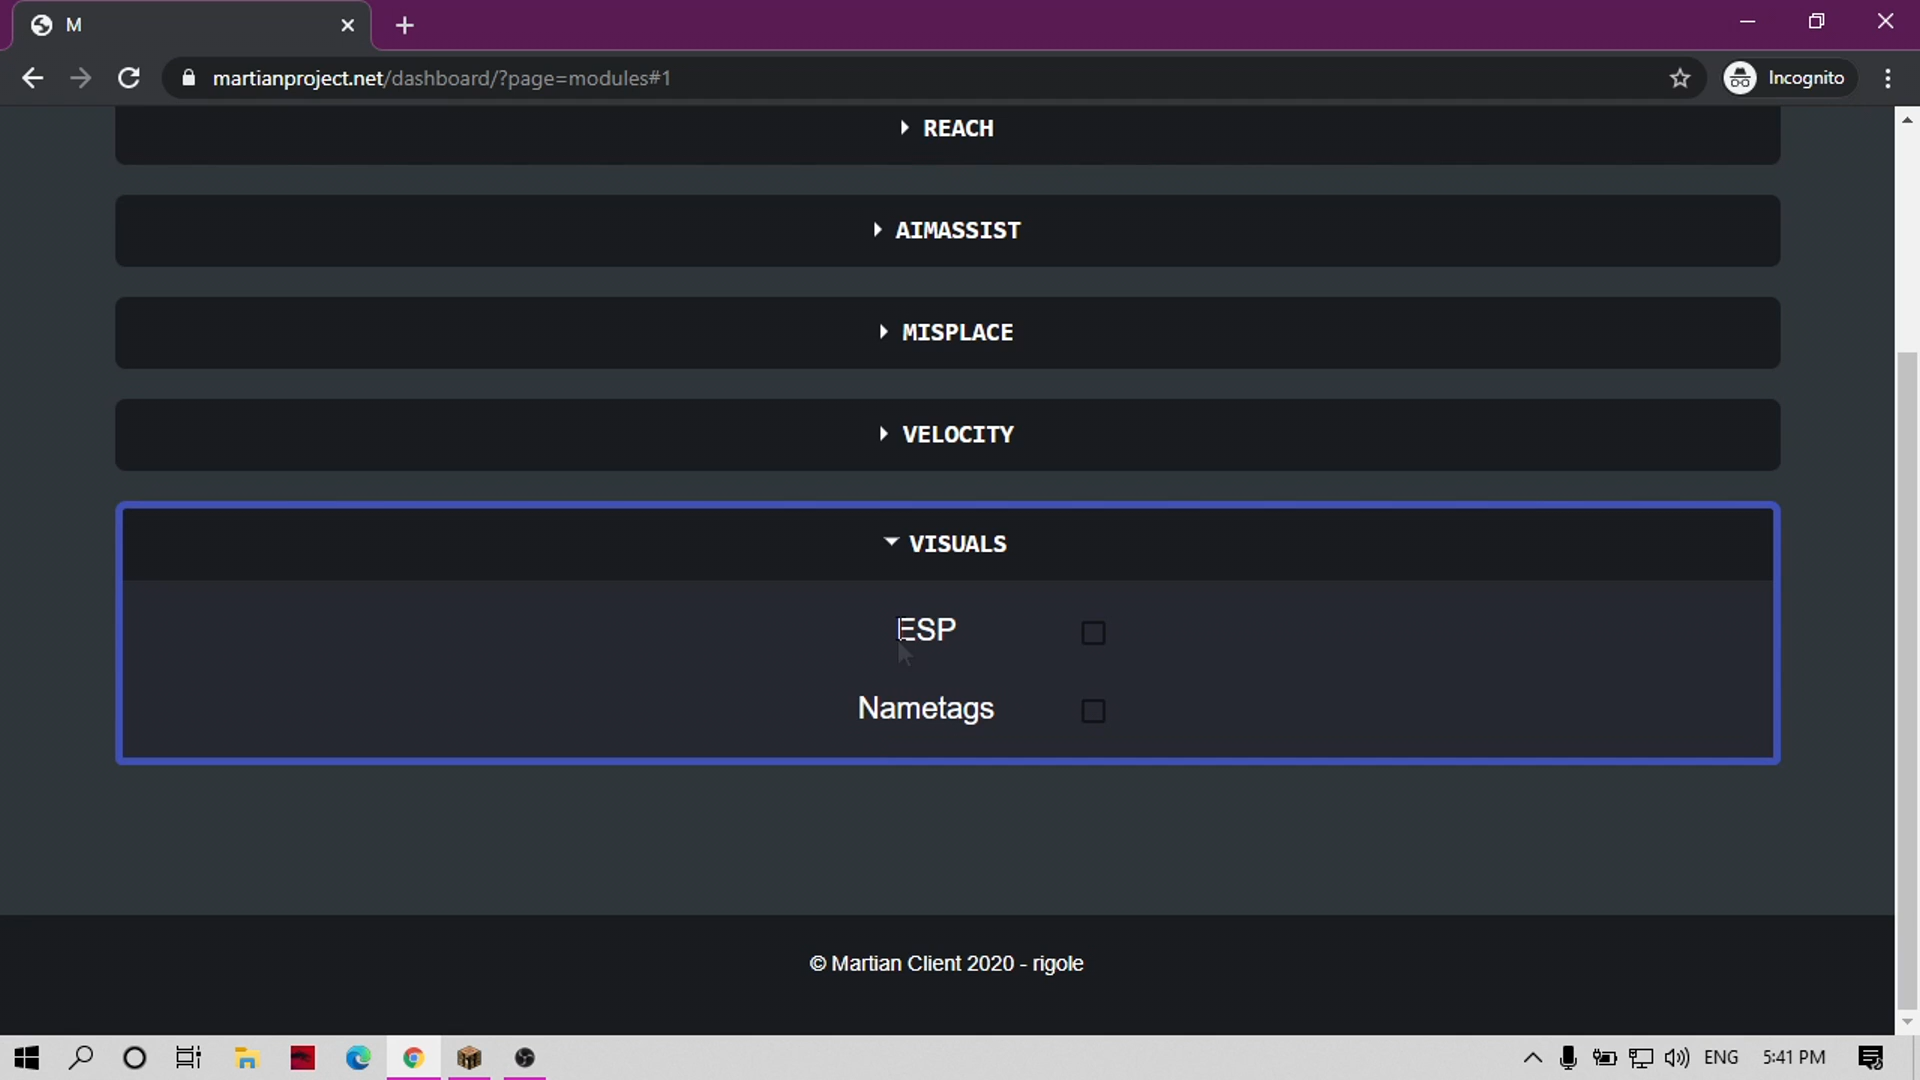 M
martianproject.net/dashboard/?page=modules#1
Incognito
REACH
AIMASSIST
MISPLACE
VELOCITY
VISUALS
ESP
Nametags
© Martian Client 2020 - rigole
ENG
5:41 PM